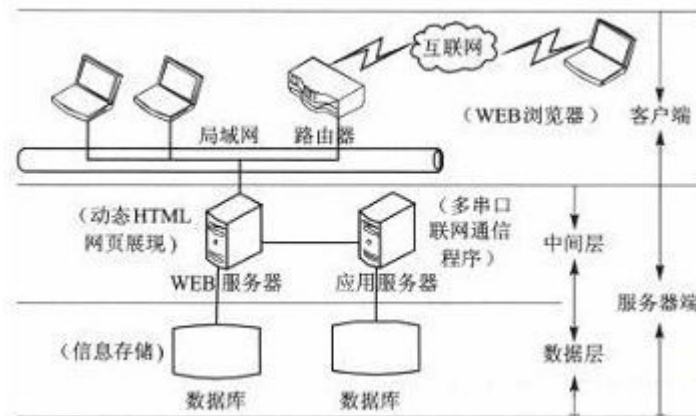 互联网
（WEB浏览器）
客户端
局域网
路由器
（动态HTML
网页展现）
（多串口
联网通信
程序）
中间层
WEB 服务器
应用服务器
服务器端
（信息存储）
数据层
数据库
数据库